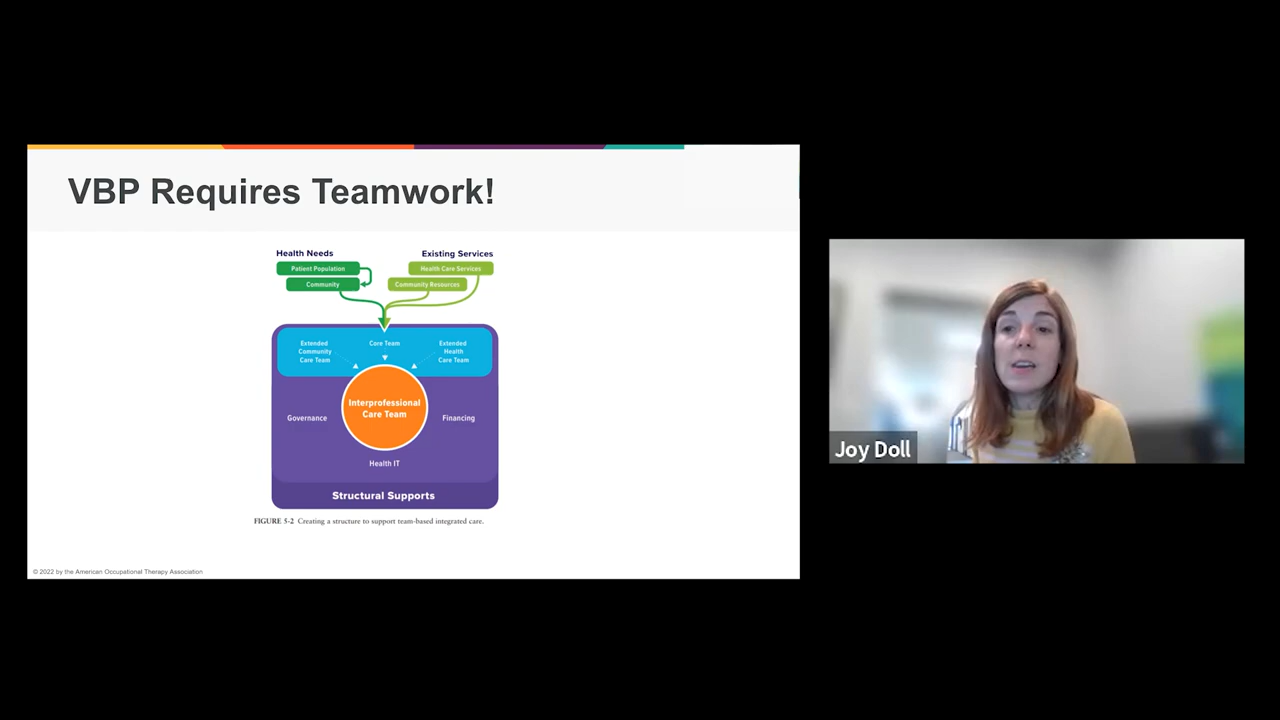 VBP Requires Teamwork!
Health Needs
Existing Services
Patient Population
Health Care Services
Community
Community Resources
Extended
Community
Care Team
Core Team
Extended
Health
Care Team
Interprofessional
Care Team
Governance
Financing
Health IT
Structural Supports
FIGURE 5-2 Creating a structure to support team-based integrated care.
© 2022 by the American Occupational Therapy Association
Joy Doll